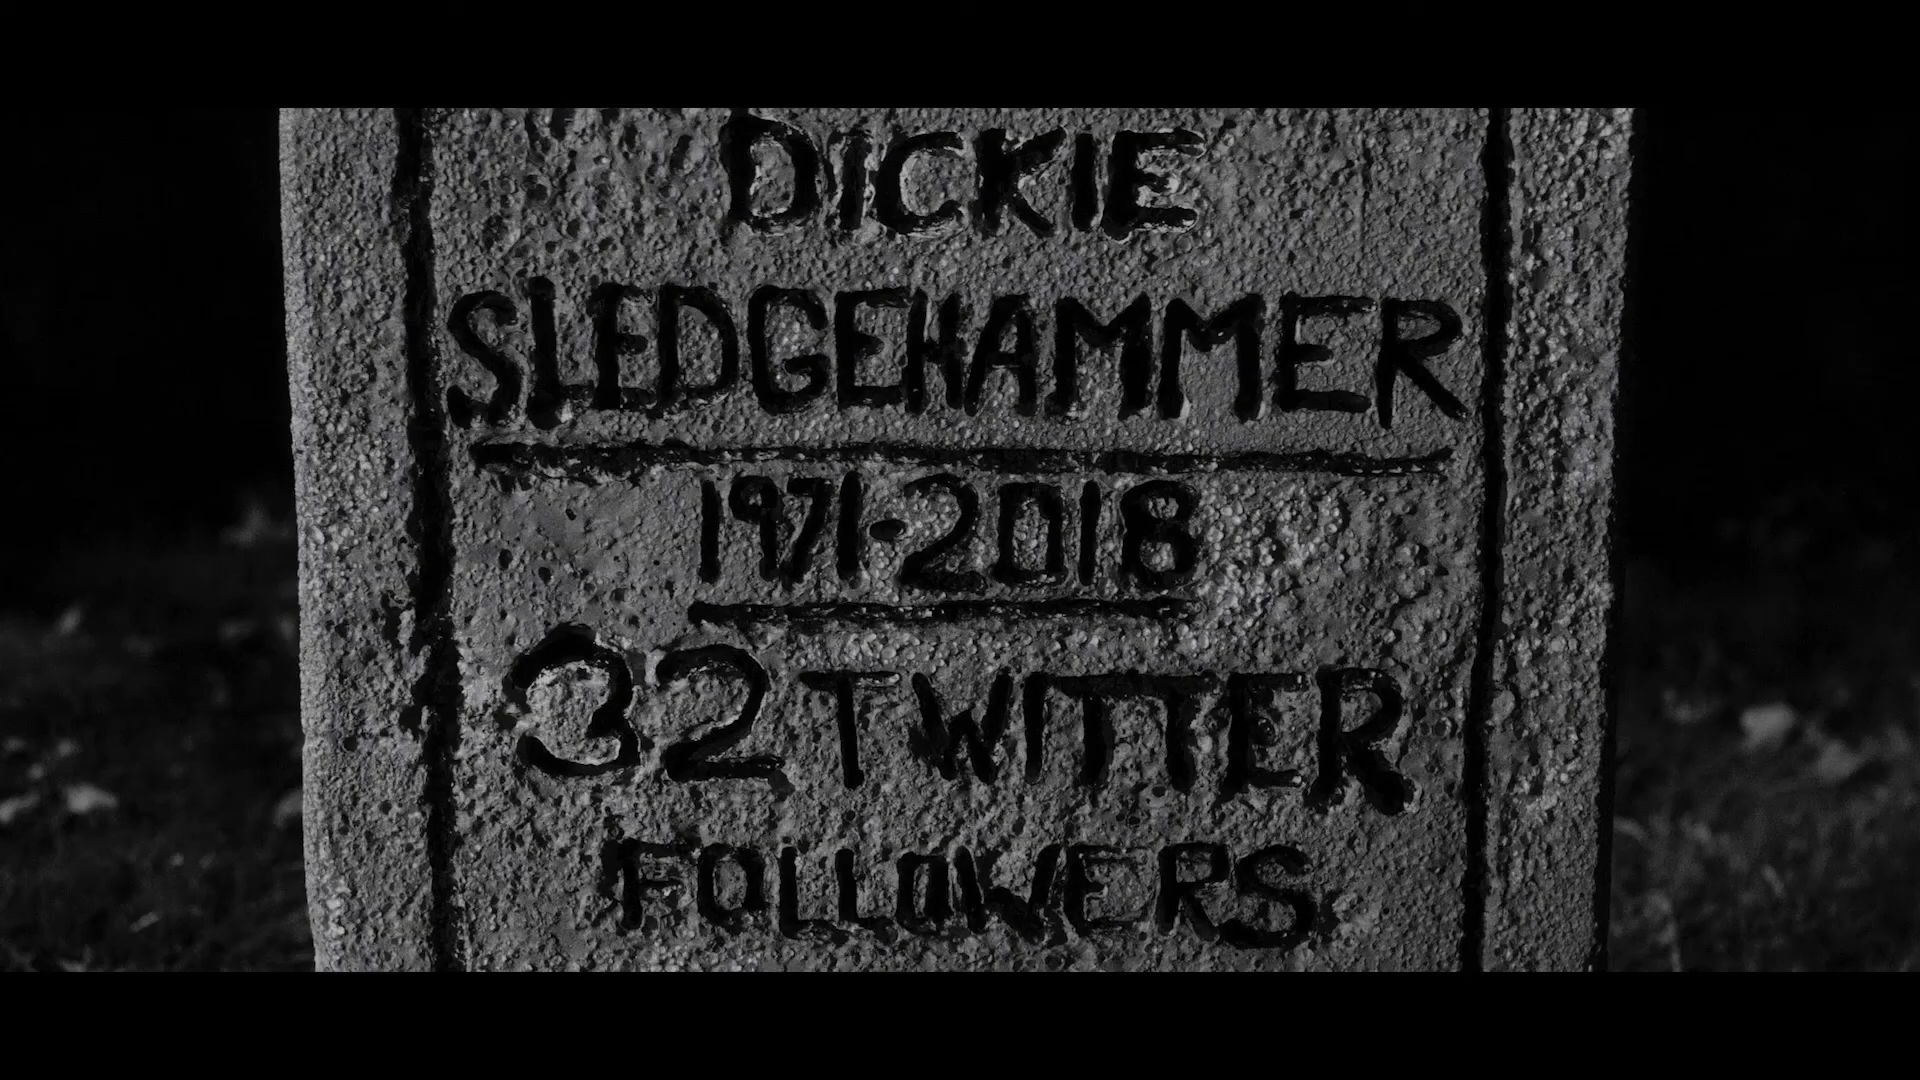 DICKIE
SLEDGEHAMMER
1971-2018
32 TWITTER
FOLLOWERS